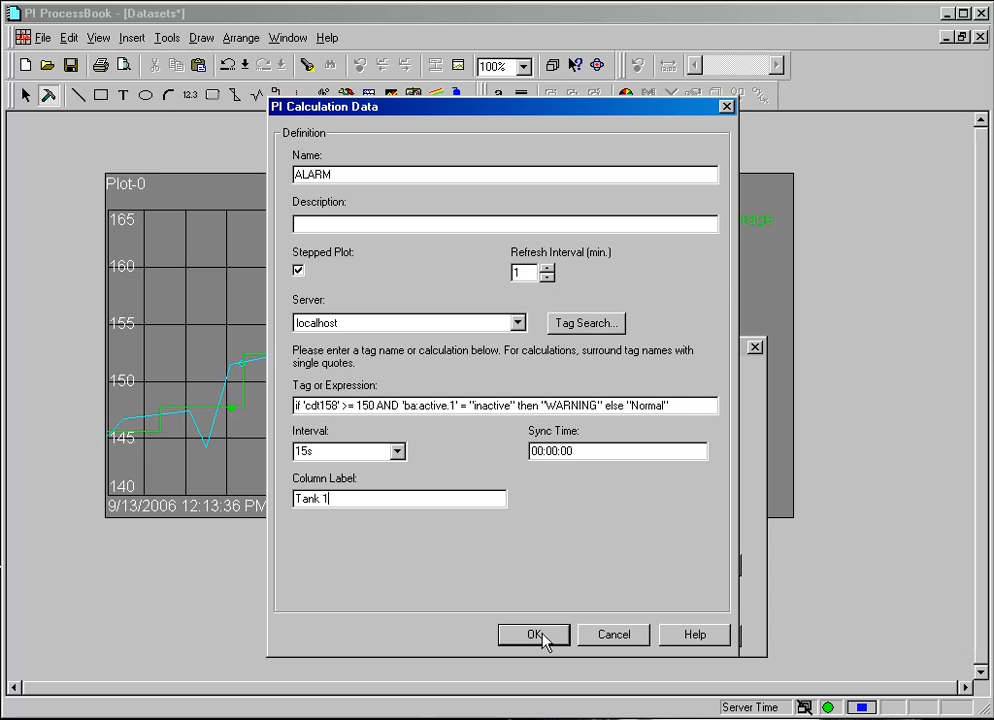 PI ProcessBook - [Datasets*]
File Edit View Insert Tools Draw Arrange Window Help
100%
T 12.3 a
PI Calculation Data
Definition
Name:
ALARM
Description:
Stepped Plot:
Refresh Interval (min.)
1
Server:
localhost
Tag Search...
Please enter a tag name or calculation below. For calculations, surround tag names with
single quotes.
Tag or Expression:
if 'cdt158' >= 150 AND 'ba:active.1' = "inactive" then "WARNING" else "Normal"
Interval:
Sync Time:
15s
00:00:00
Column Label:
Tank 1
OK
Cancel
Help
Plot-0
165
160
155
150
145
140
9/13/2006 12:13:36 PM
Server Time